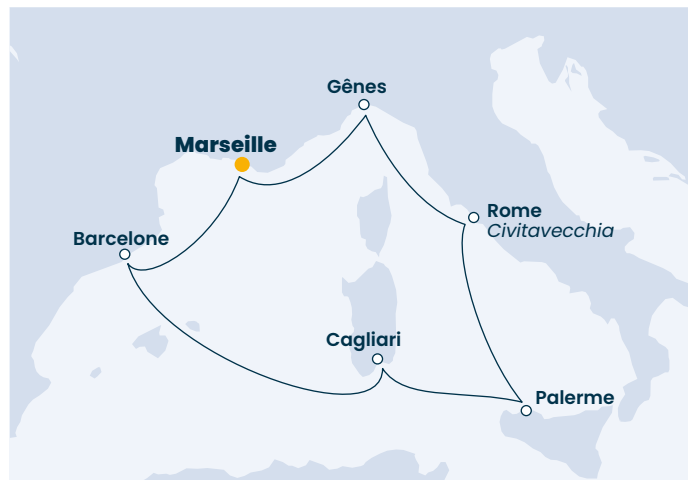 Gênes
Marseille
Rome
Civitavecchia
Barcelone
Cagliari
Palerme